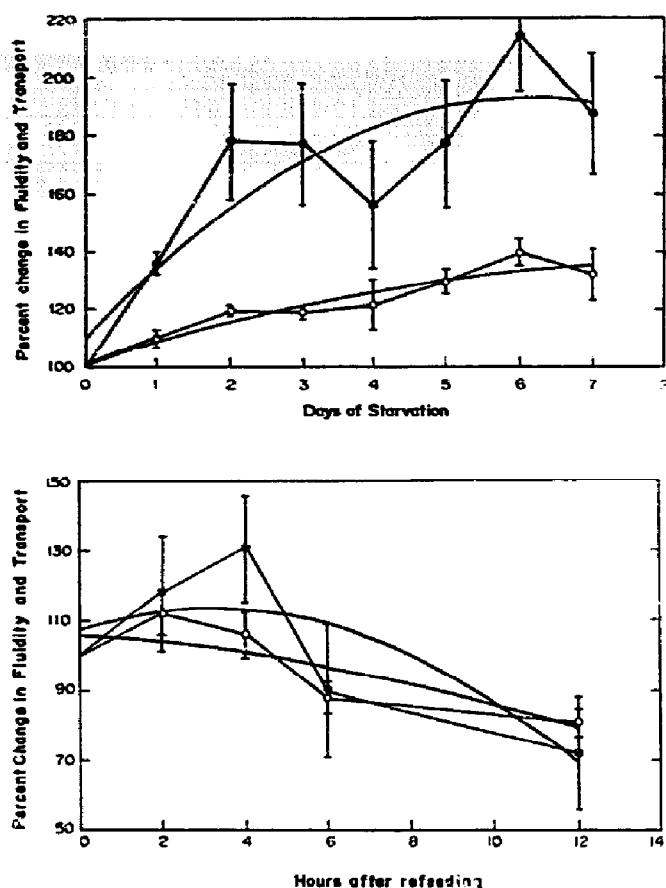 Percent change in Fluidity and Transport
220
200
180
160
140
120
100
0 1 2 3 4 5 6 7
Days of Starvation
Percent Change in Fluidity and Transport
150
130
110
90
70
50
0 2 4 6 8 10 12 14
Hours after refeeding